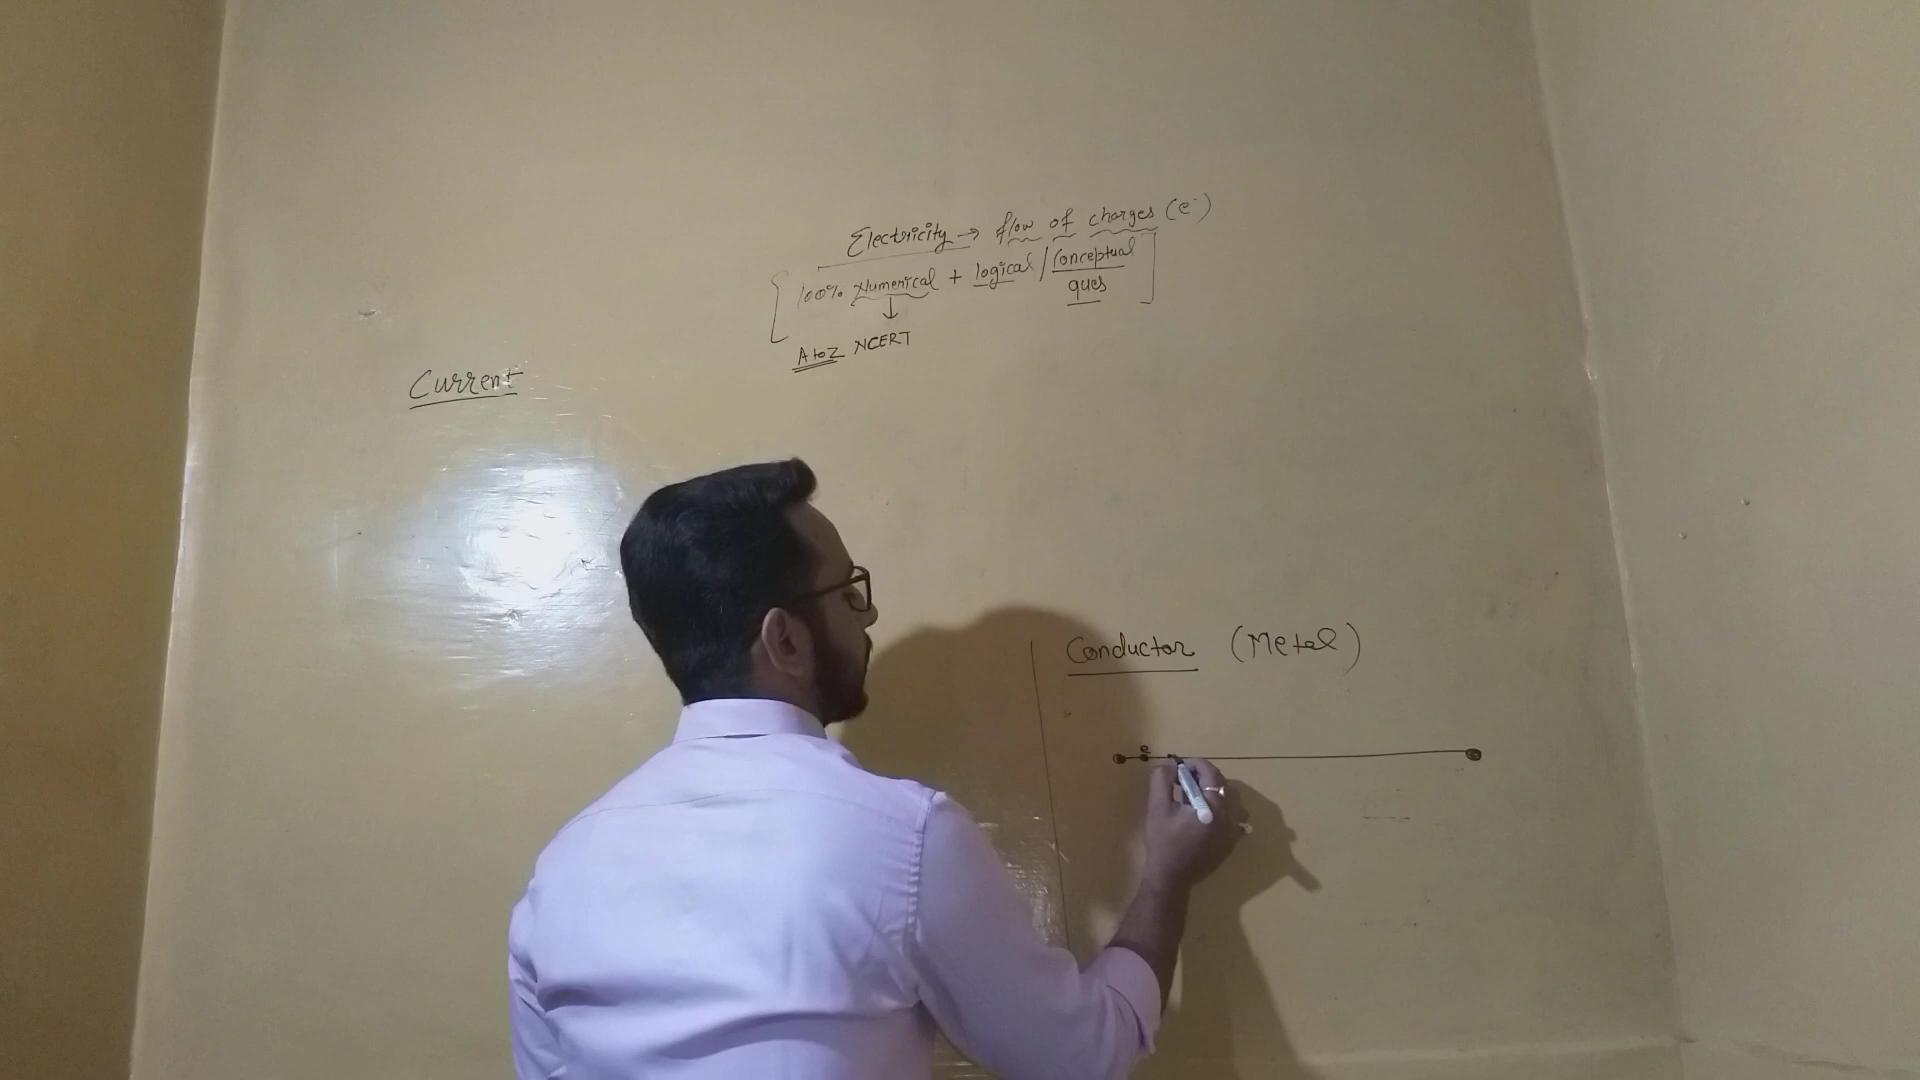 Electricity → flow of charges (e⁻)
[100% Numerical + logical / Conceptual
ques]
↓
A to Z NCERT
Current
Conductor (Metal)
e